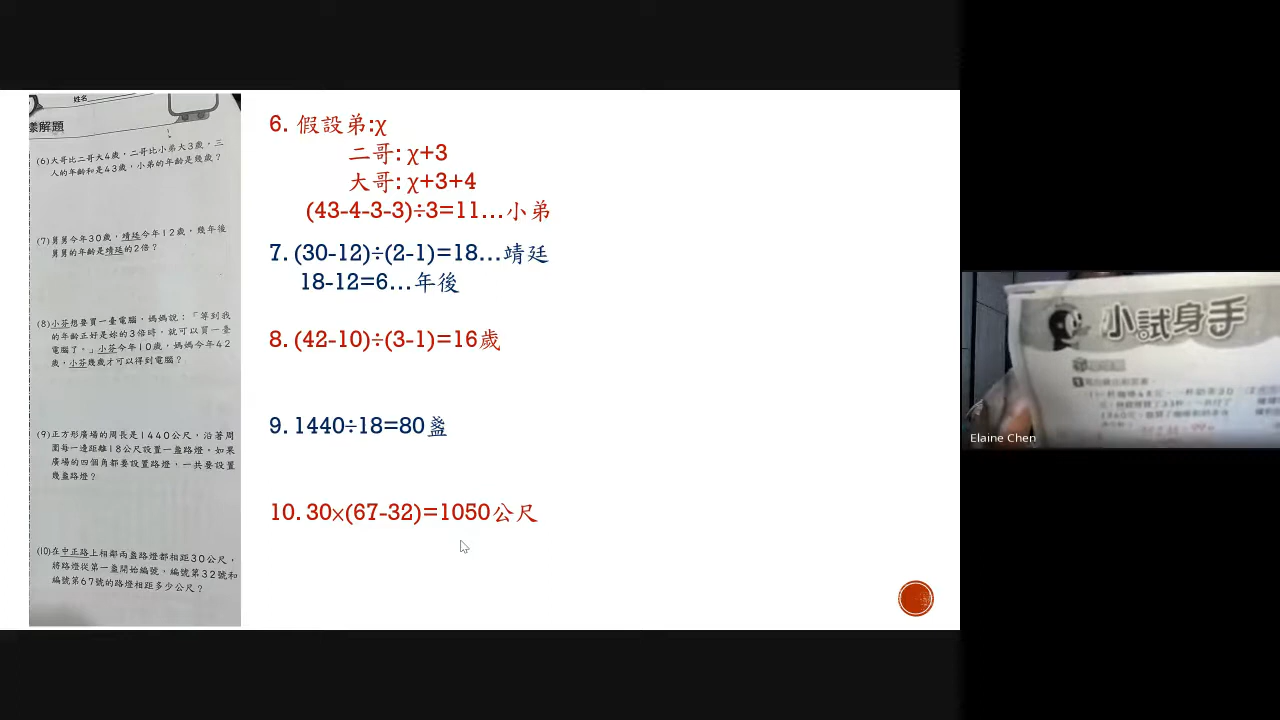 姓名
樣解題
(6)大哥比二哥大4歲，二哥比小弟大3歲，三
人的年齡和是43歲，小弟的年齡是幾歲？
(7)舅舅今年30歲，靖廷今年12歲，幾年後
舅舅的年齡是靖廷的2倍？
(8)小芬想要買一臺電腦，媽媽說：「等到我
的年齡正好是妳的3倍時，就可以買一臺
電腦了。」小芬今年10歲，媽媽今年42
歲，小芬幾歲才可以得到電腦？
(9)正方形廣場的周長是1440公尺，沿著周
圍每一邊距離18公尺設置一盞路燈。如果
廣場的四個角都要設置路燈，一共要設置
幾盞路燈？
(10)在中正路上相鄰兩盞路燈都相距30公尺，
將路燈從第一盞開始編號，編號第32號和
編號第67號的路燈相距多少公尺？
6. 假設弟:χ
二哥: χ+3
大哥: χ+3+4
(43-4-3-3)÷3=11…小弟
7. (30-12)÷(2-1)=18…靖廷
18-12=6…年後
8. (42-10)÷(3-1)=16歲
9. 1440÷18=80盞
10. 30×(67-32)=1050公尺
小試身手
Elaine Chen